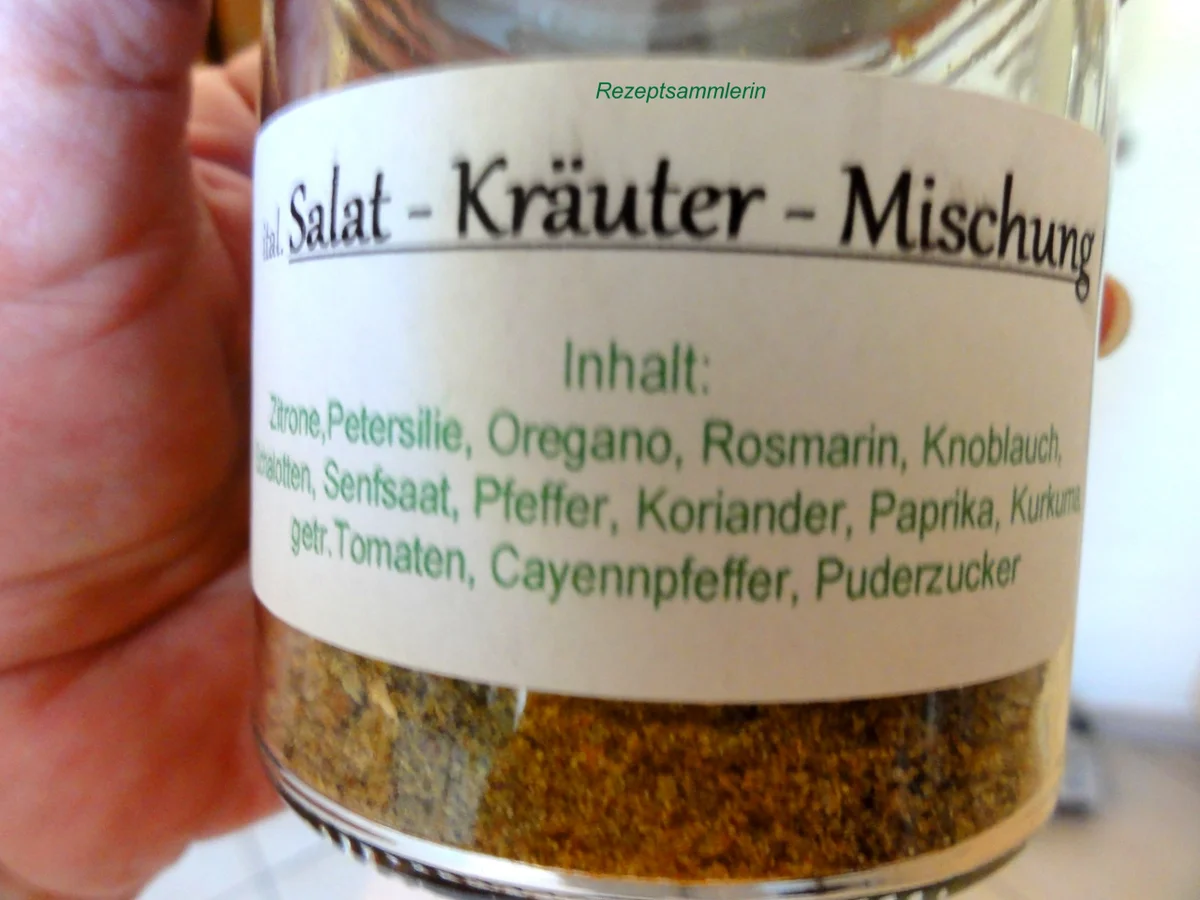 Rezeptsammlerin
ital. Salat - Kräuter - Mischung
Inhalt:
Zitrone,Petersilie, Oregano, Rosmarin, Knoblauch,
Senfsaat, Pfeffer, Koriander, Paprika, Kurkuma
getr.Tomaten, Cayennpfeffer, Puderzucker